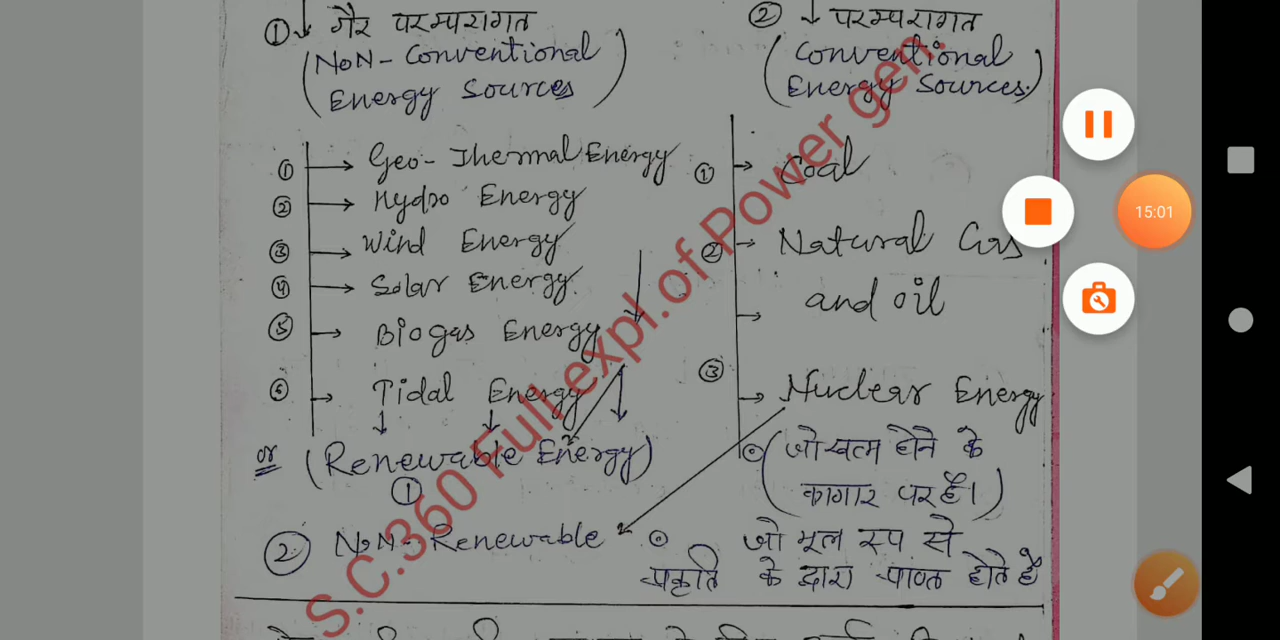 ① ↓ गैर परम्परागत
(NoN-Conventional
Energy Sources)
① → Geo-Thermal Energy
② → Hydro Energy
③ → Wind Energy
④ → Solar Energy
⑤ → Biogas Energy
⑥ → Tidal Energy
or (Renewable Energy)
①
② NoN-Renewable
② ↓ परम्परागत
(Conventional
Energy Sources)
① → Coal
② → Natural Gas
and oil
③ → Nuclear Energy
(जो खत्म होने के
कागार पर है।)
जो मूल रूप से
प्रकृति के द्वारा पाप्त होते है
S.C.360 Full expl.of Power gen.
15:01